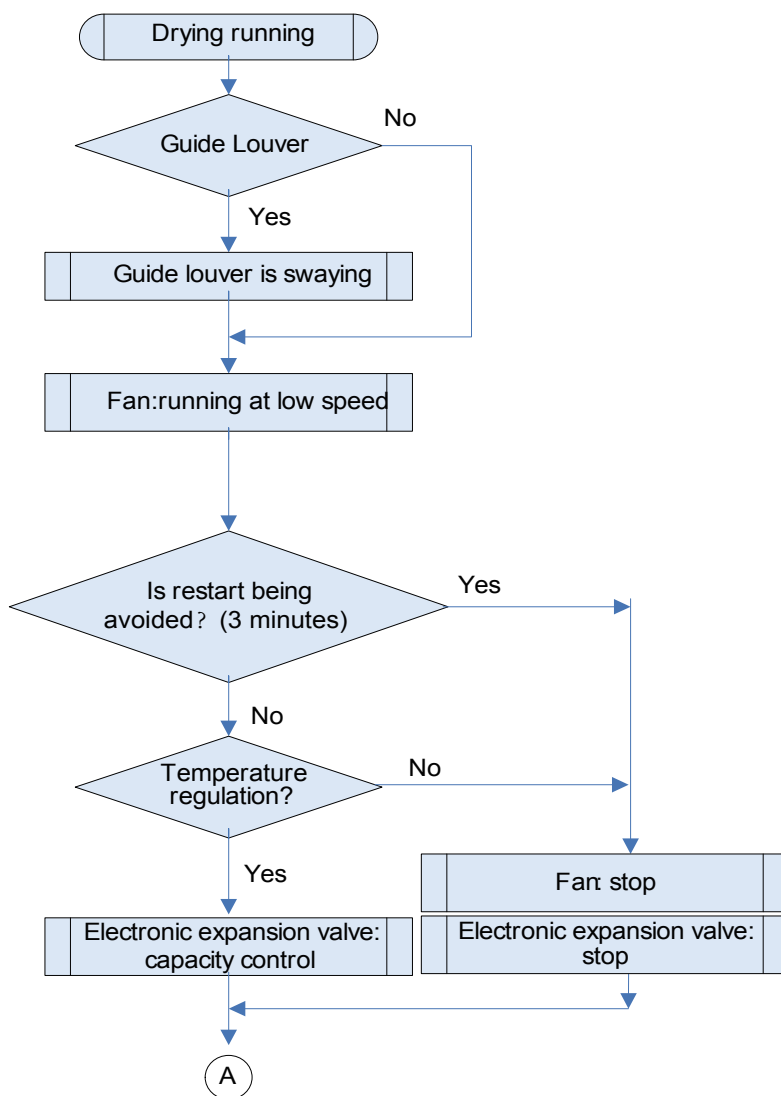 Drying running
No
Guide Louver
Yes
Guide louver is swaying
Fan:running at low speed
Is restart being
avoided? (3 minutes)
Yes
No
Temperature
regulation?
No
Yes
Fan: stop
Electronic expansion valve:
capacity control
Electronic expansion valve:
stop
A